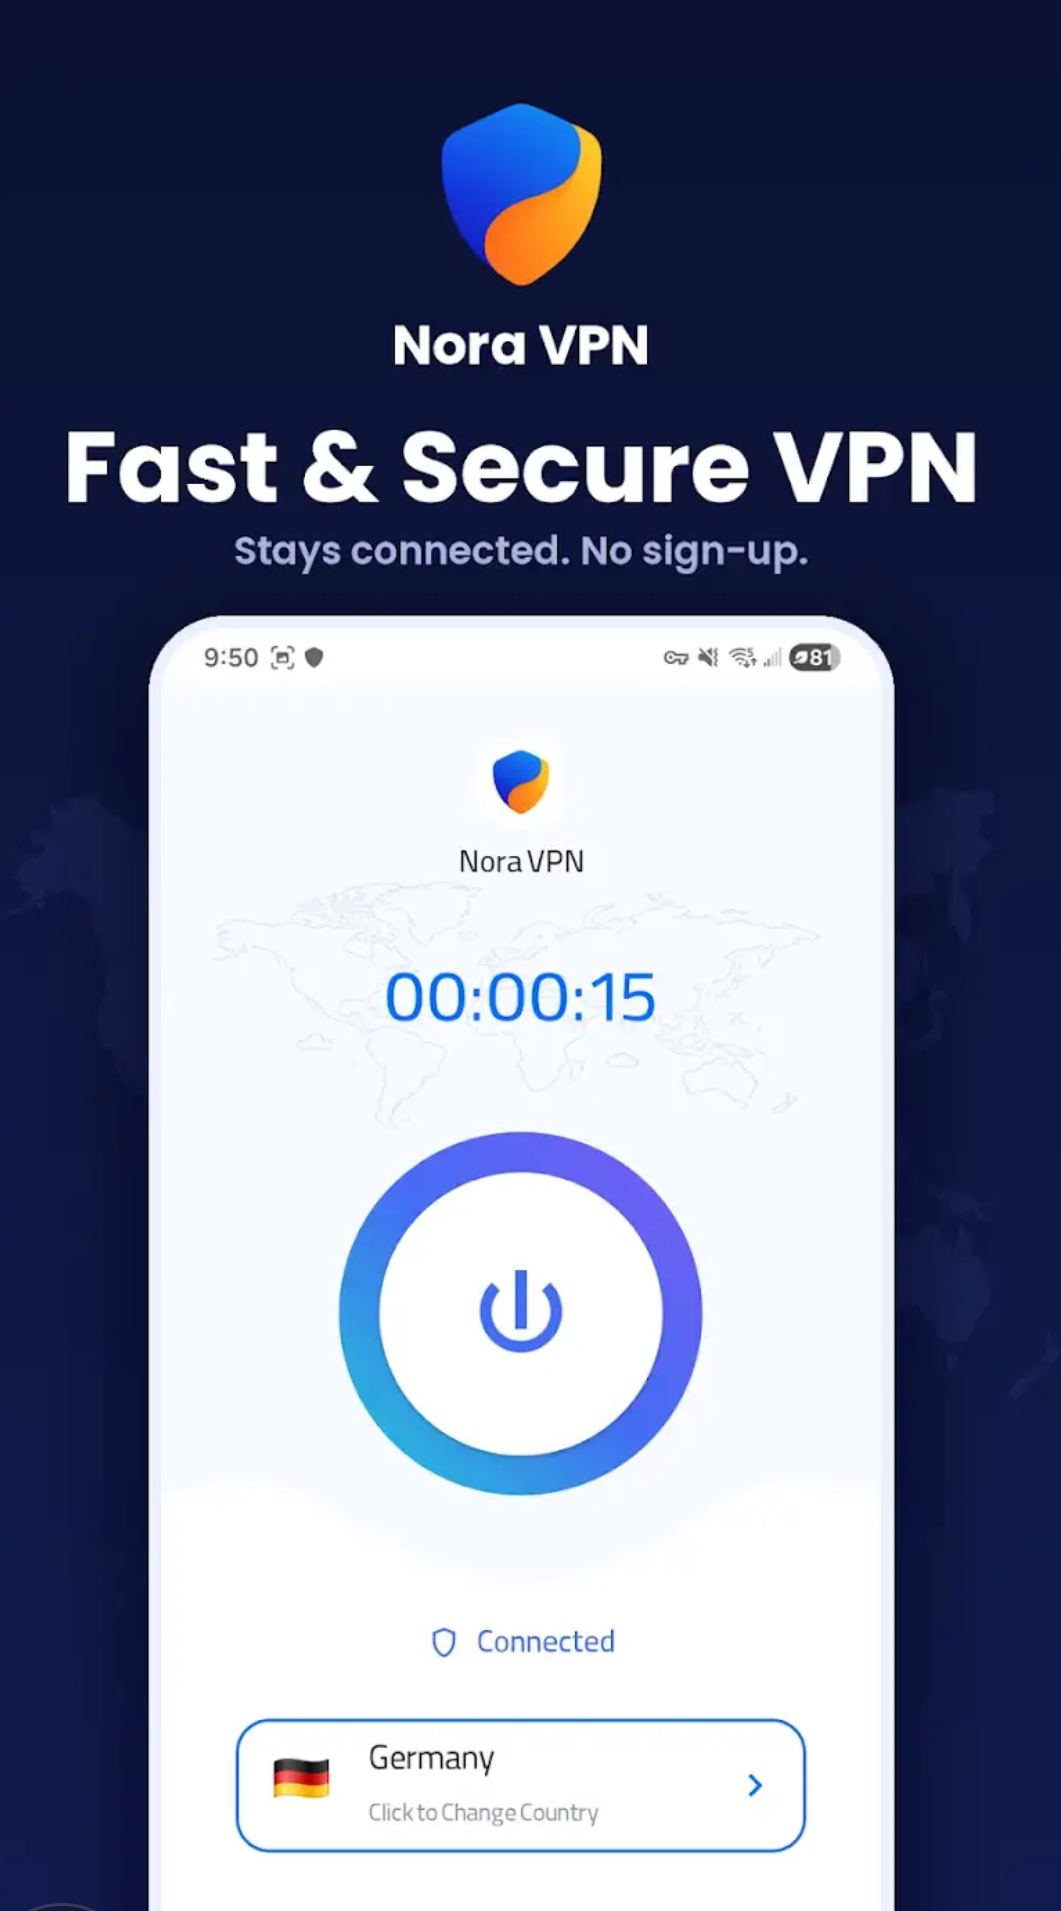 Nora VPN
Fast & Secure VPN
Stays connected. No sign-up.
9:50
81
Nora VPN
00:00:15
Connected
Germany
Click to Change Country